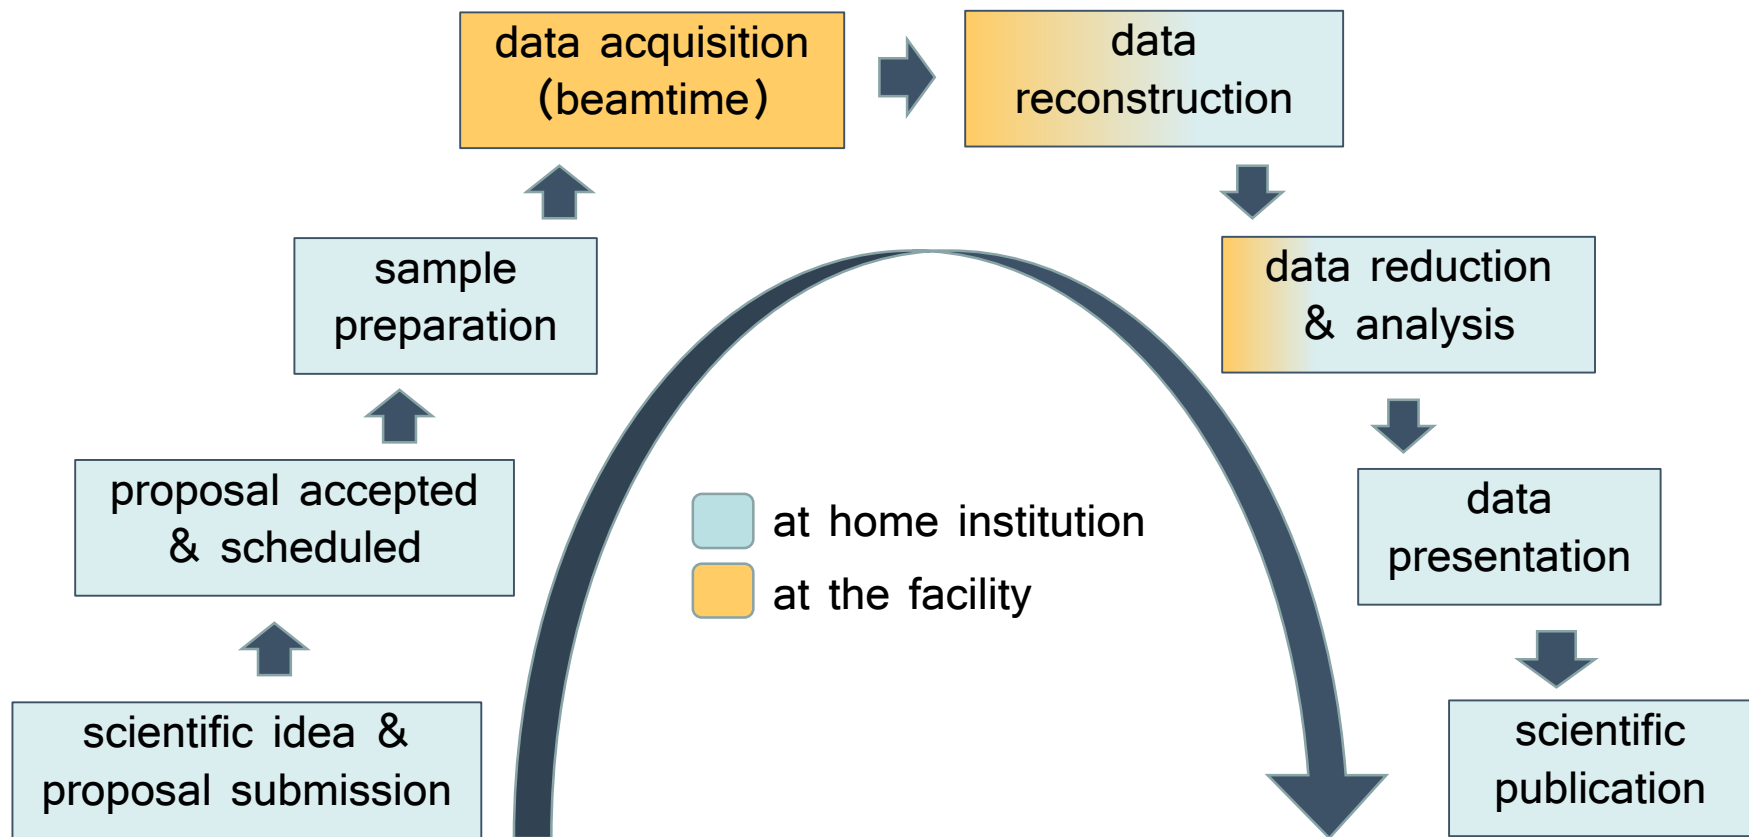 data acquisition
(beamtime)
data
reconstruction
sample
preparation
data reduction
& analysis
proposal accepted
& scheduled
at home institution
at the facility
data
presentation
scientific idea &
proposal submission
scientific
publication